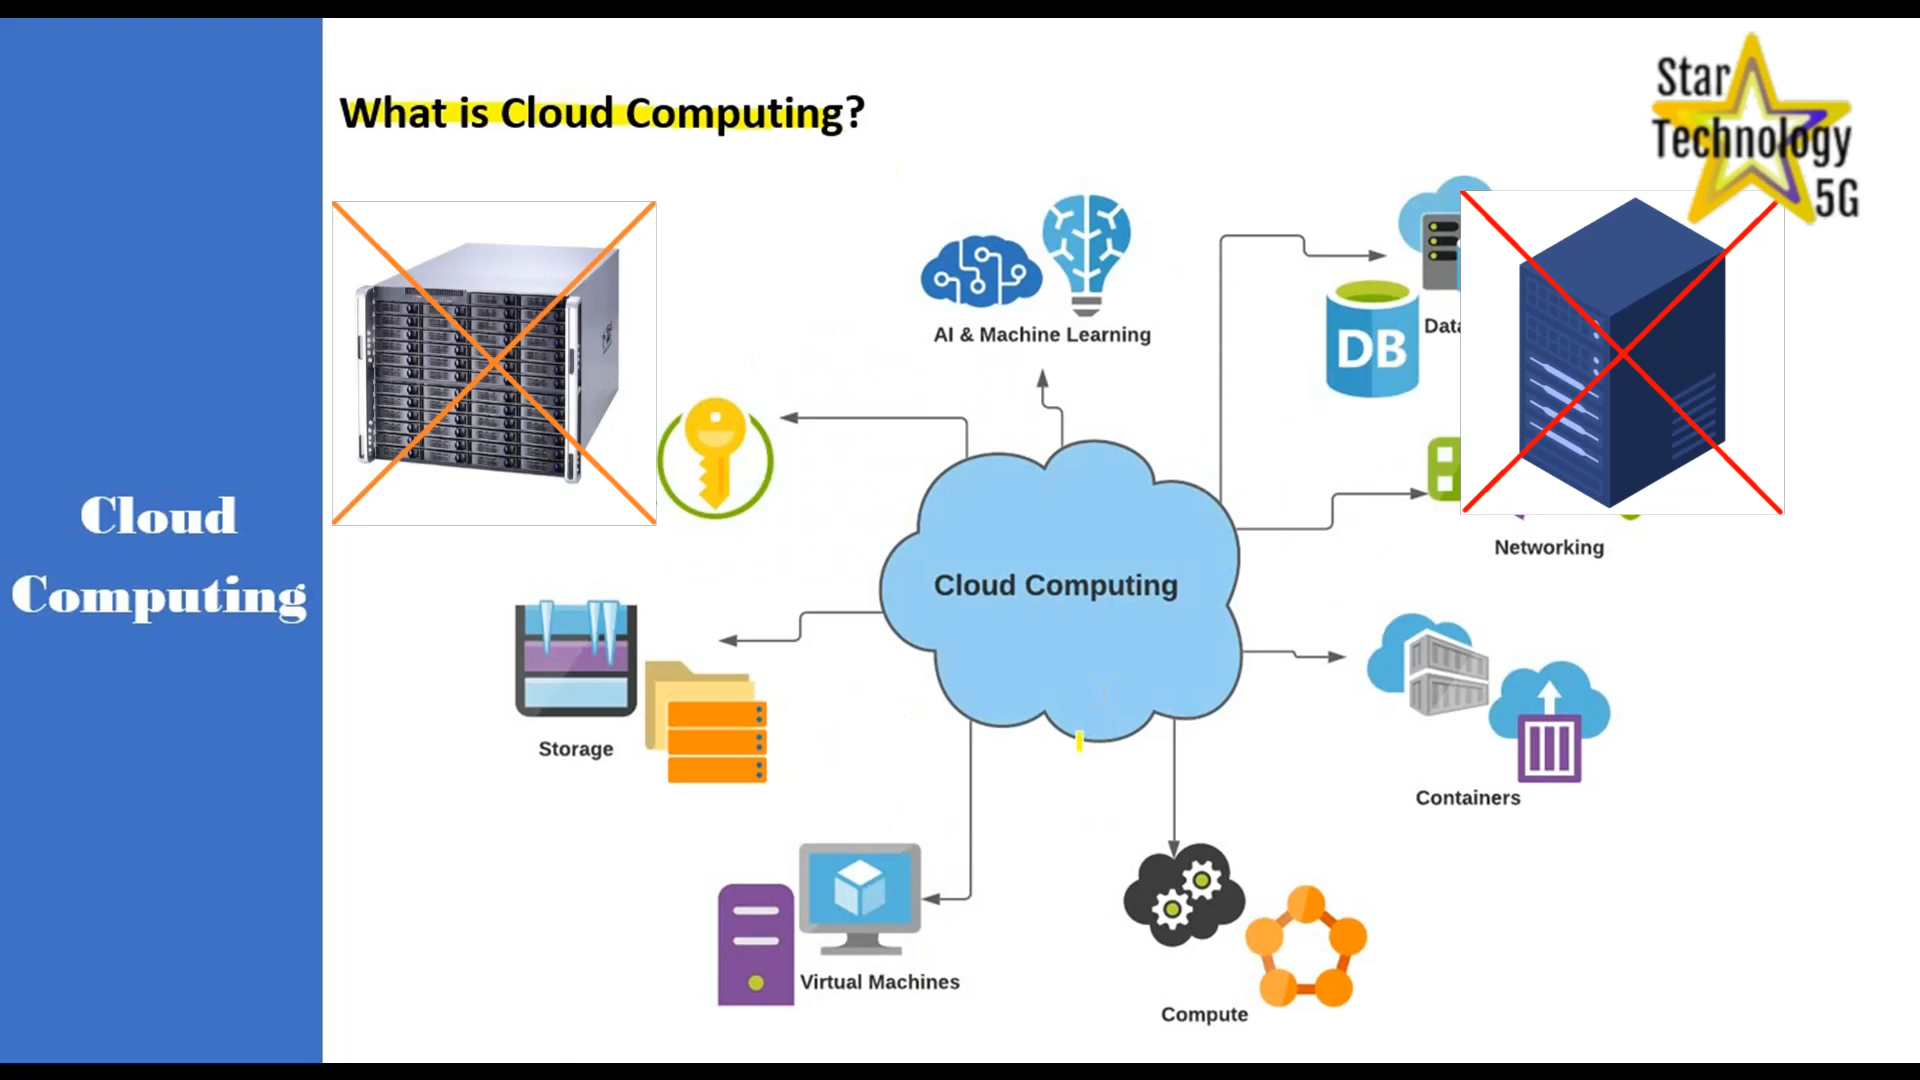 What is Cloud Computing?
Star
Technology
5G
AI & Machine Learning
DB
Data
Networking
Cloud Computing
Cloud
Computing
Storage
Containers
Virtual Machines
Compute